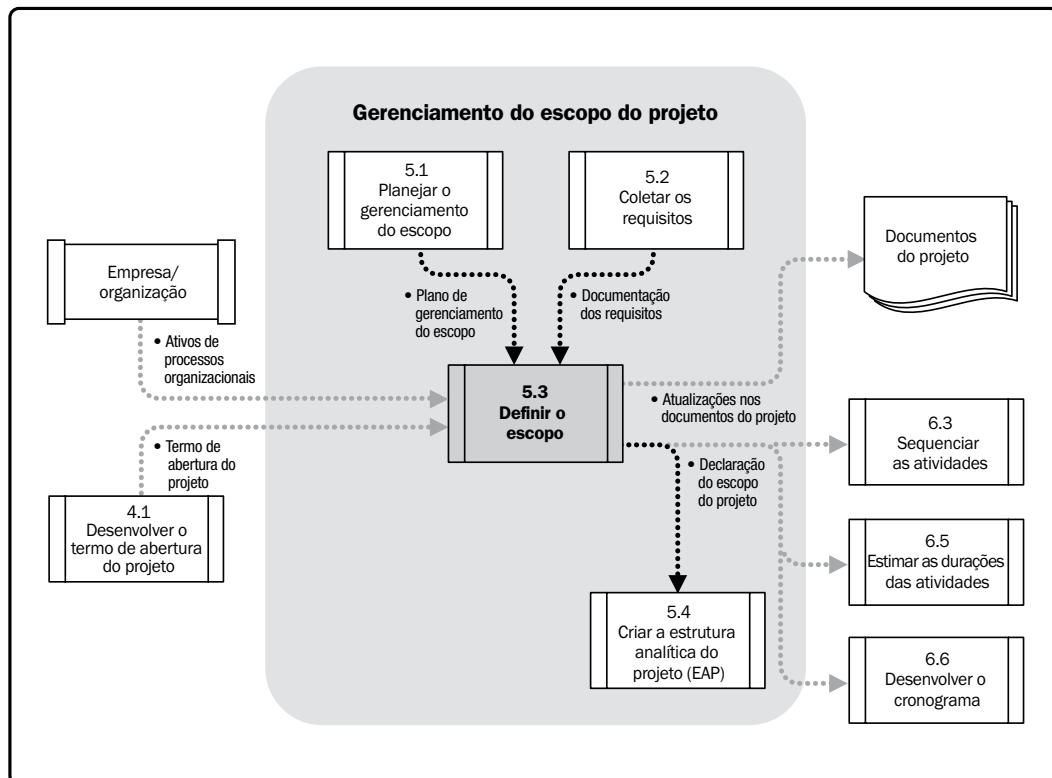 Gerenciamento do escopo do projeto
5.1
Planejar o
gerenciamento
do escopo
5.2
Coletar os
requisitos
Documentos
do projeto
Empresa/
organização
• Plano de
gerenciamento
do escopo
• Documentação
dos requisitos
• Ativos de
processos
organizacionais
5.3
Definir o
escopo
• Atualizações nos
documentos do projeto
6.3
Sequenciar
as atividades
• Termo de
abertura do
projeto
• Declaração
do escopo
do projeto
4.1
Desenvolver o
termo de abertura
do projeto
6.5
Estimar as durações
das atividades
5.4
Criar a estrutura
analítica do
projeto (EAP)
6.6
Desenvolver o
cronograma